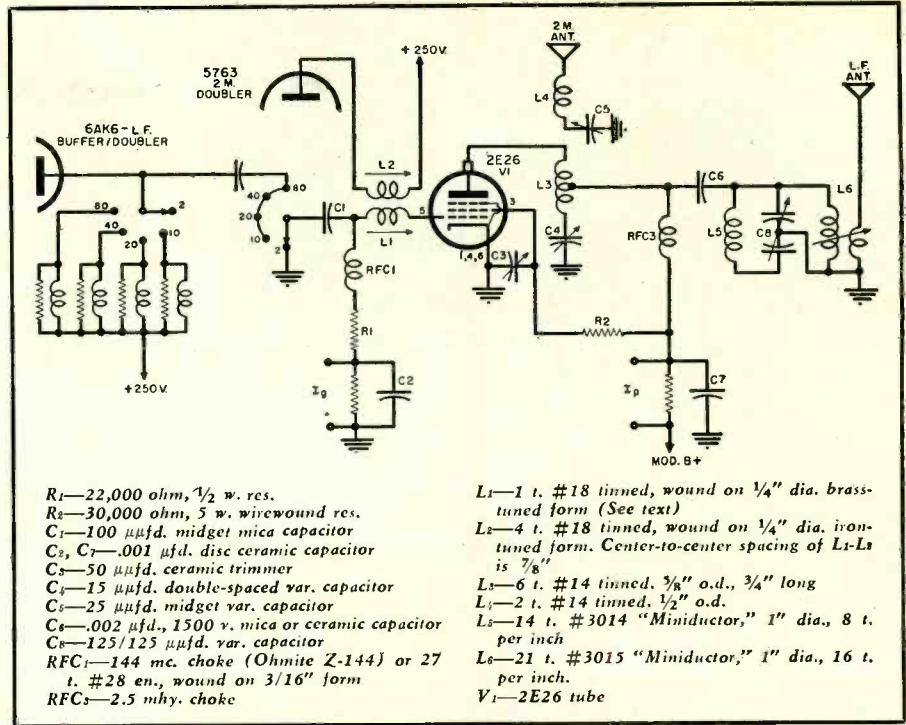 2 M.
ANT.
+ 250V.
L.F.
ANT.
5763
2 M.
DOUBLER
L4
C5
6AK6-L.F.
BUFFER/DOUBLER
2E26
V1
L2
L3
C6
L6
80
40
20
10
2
C1
L1
5
3
1,4,6
C3
C4
RFC3
L5
C8
80
2
40
20
10
RFC1
R1
R2
+250V.
Ig
C2
Ip
C7
MOD. B+
R1—22,000 ohm, 1/2 w. res.
R2—30,000 ohm, 5 w. wirewound res.
C1—100 μμfd. midget mica capacitor
C2, C7—.001 μfd. disc ceramic capacitor
C3—50 μμfd. ceramic trimmer
C4—15 μμfd. double-spaced var. capacitor
C5—25 μμfd. midget var. capacitor
C6—.002 μfd., 1500 v. mica or ceramic capacitor
C8—125/125 μμfd. var. capacitor
RFC1—144 mc. choke (Ohmite Z-144) or 27
t. #28 en., wound on 3/16" form
RFC3—2.5 mhy. choke
L1—1 t. #18 tinned, wound on 1/4" dia. brass-
tuned form (See text)
L2—4 t. #18 tinned, wound on 1/4" dia. iron-
tuned form. Center-to-center spacing of L1-L2
is 7/8"
L3—6 t. #14 tinned, 5/8" o.d., 3/4" long
L4—2 t. #14 tinned, 1/2" o.d.
L5—14 t. #3014 "Miniductor," 1" dia., 8 t.
per inch
L6—21 t. #3015 "Miniductor," 1" dia., 16 t.
per inch.
V1—2E26 tube